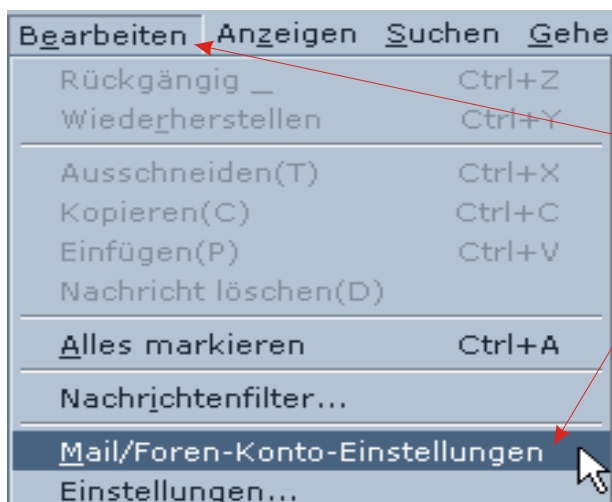 Bearbeiten Anzeigen Suchen Gehe
Rückgängig _ Ctrl+Z
Wiederherstellen Ctrl+Y
Ausschneiden(T) Ctrl+X
Kopieren(C) Ctrl+C
Einfügen(P) Ctrl+V
Nachricht löschen(D)
Alles markieren Ctrl+A
Nachrichtenfilter...
Mail/Foren-Konto-Einstellungen
Einstellungen...